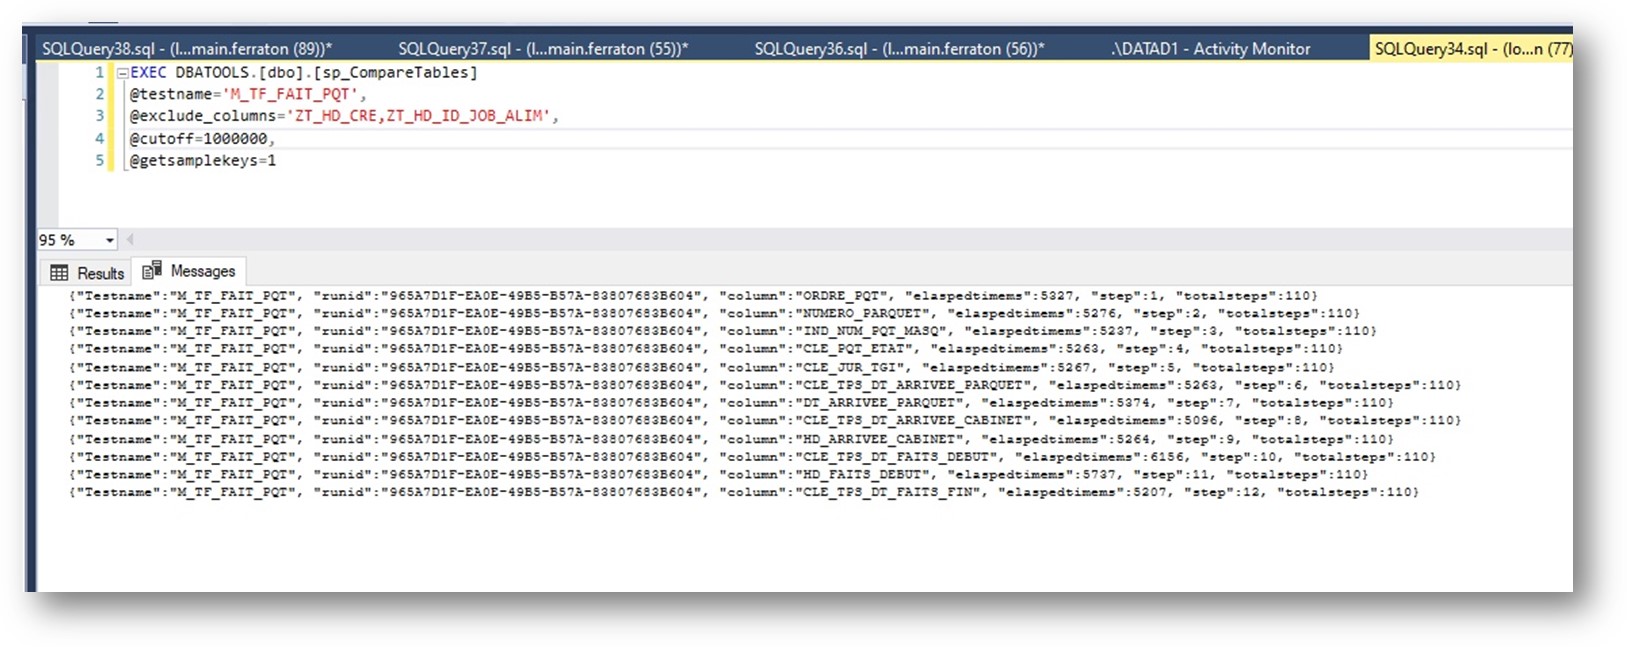 SQLQuery38.sql - (l...main.ferraton (89))* SQLQuery37.sql - (l...main.ferraton (55))* SQLQuery36.sql - (l...main.ferraton (56))* .\DATAD1 - Activity Monitor SQLQuery34.sql - (lo...n (77)
1 EXEC DBATOOLS.[dbo].[sp_CompareTables]
2 @testname='M_TF_FAIT_PQT',
3 @exclude_columns='ZT_HD_CRE,ZT_HD_ID_JOB_ALIM',
4 @cutoff=1000000,
5 @getsamplekeys=1
95 %
Results Messages
{"Testname":"M_TF_FAIT_PQT", "runid":"965A7D1F-EA0E-49B5-B57A-83807683B604", "column":"ORDRE_PQT", "elaspedtimems":5327, "step":1, "totalsteps":110}
{"Testname":"M_TF_FAIT_PQT", "runid":"965A7D1F-EA0E-49B5-B57A-83807683B604", "column":"NUMERO_PARQUET", "elaspedtimems":5276, "step":2, "totalsteps":110}
{"Testname":"M_TF_FAIT_PQT", "runid":"965A7D1F-EA0E-49B5-B57A-83807683B604", "column":"IND_NUM_PQT_MASQ", "elaspedtimems":5237, "step":3, "totalsteps":110}
{"Testname":"M_TF_FAIT_PQT", "runid":"965A7D1F-EA0E-49B5-B57A-83807683B604", "column":"CLE_PQT_ETAT", "elaspedtimems":5263, "step":4, "totalsteps":110}
{"Testname":"M_TF_FAIT_PQT", "runid":"965A7D1F-EA0E-49B5-B57A-83807683B604", "column":"CLE_JUR_TGI", "elaspedtimems":5267, "step":5, "totalsteps":110}
{"Testname":"M_TF_FAIT_PQT", "runid":"965A7D1F-EA0E-49B5-B57A-83807683B604", "column":"CLE_TPS_DT_ARRIVEE_PARQUET", "elaspedtimems":5263, "step":6, "totalsteps":110}
{"Testname":"M_TF_FAIT_PQT", "runid":"965A7D1F-EA0E-49B5-B57A-83807683B604", "column":"DT_ARRIVEE_PARQUET", "elaspedtimems":5374, "step":7, "totalsteps":110}
{"Testname":"M_TF_FAIT_PQT", "runid":"965A7D1F-EA0E-49B5-B57A-83807683B604", "column":"CLE_TPS_DT_ARRIVEE_CABINET", "elaspedtimems":5096, "step":8, "totalsteps":110}
{"Testname":"M_TF_FAIT_PQT", "runid":"965A7D1F-EA0E-49B5-B57A-83807683B604", "column":"HD_ARRIVEE_CABINET", "elaspedtimems":5264, "step":9, "totalsteps":110}
{"Testname":"M_TF_FAIT_PQT", "runid":"965A7D1F-EA0E-49B5-B57A-83807683B604", "column":"CLE_TPS_DT_FAITS_DEBUT", "elaspedtimems":6156, "step":10, "totalsteps":110}
{"Testname":"M_TF_FAIT_PQT", "runid":"965A7D1F-EA0E-49B5-B57A-83807683B604", "column":"HD_FAITS_DEBUT", "elaspedtimems":5737, "step":11, "totalsteps":110}
{"Testname":"M_TF_FAIT_PQT", "runid":"965A7D1F-EA0E-49B5-B57A-83807683B604", "column":"CLE_TPS_DT_FAITS_FIN", "elaspedtimems":5207, "step":12, "totalsteps":110}